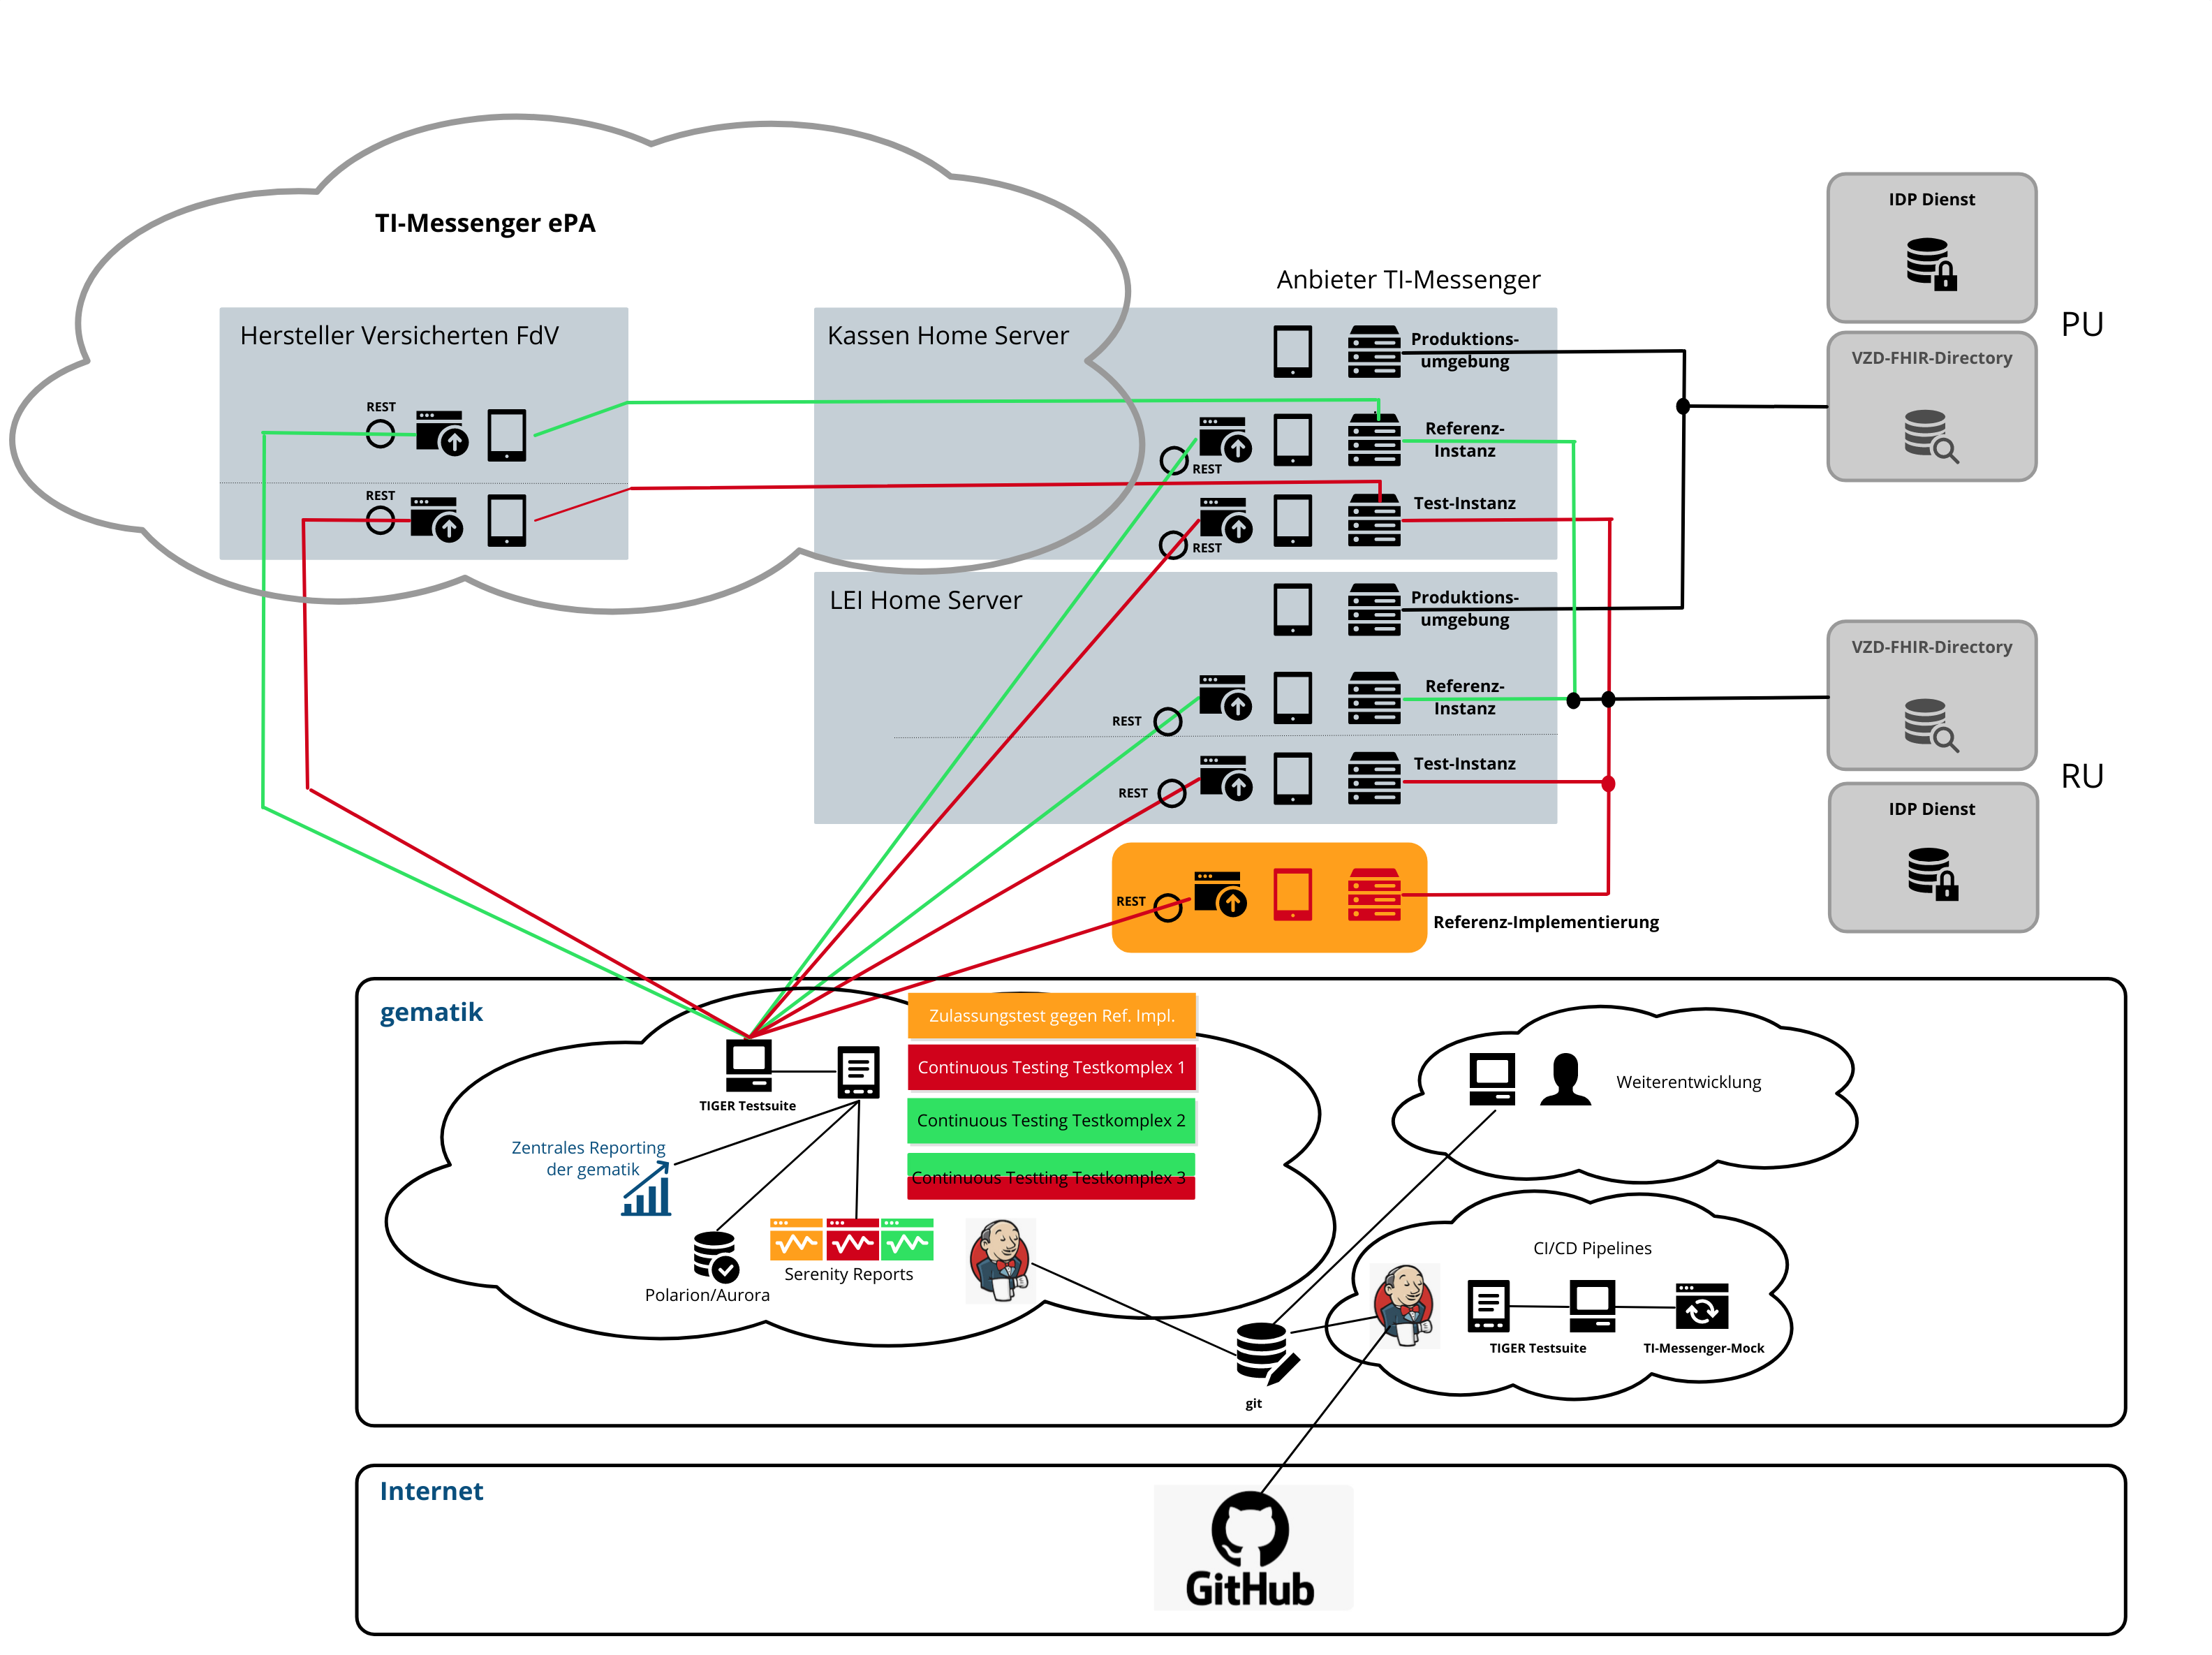 TI-Messenger ePA
Anbieter TI-Messenger
Hersteller Versicherten FdV
REST
REST
Kassen Home Server
Produktions-
umgebung
Referenz-
Instanz
REST
Test-Instanz
REST
LEI Home Server
Produktions-
umgebung
Referenz-
Instanz
REST
Test-Instanz
REST
REST
Referenz-Implementierung
IDP Dienst
PU
VZD-FHIR-Directory
VZD-FHIR-Directory
RU
IDP Dienst
gematik
Zulassungstest gegen Ref. Impl.
Continuous Testing Testkomplex 1
Continuous Testing Testkomplex 2
Continuous Testting Testkomplex 3
TIGER Testsuite
Zentrales Reporting
der gematik
Polarion/Aurora
Serenity Reports
Weiterentwicklung
CI/CD Pipelines
TIGER Testsuite
TI-Messenger-Mock
git
Internet
GitHub